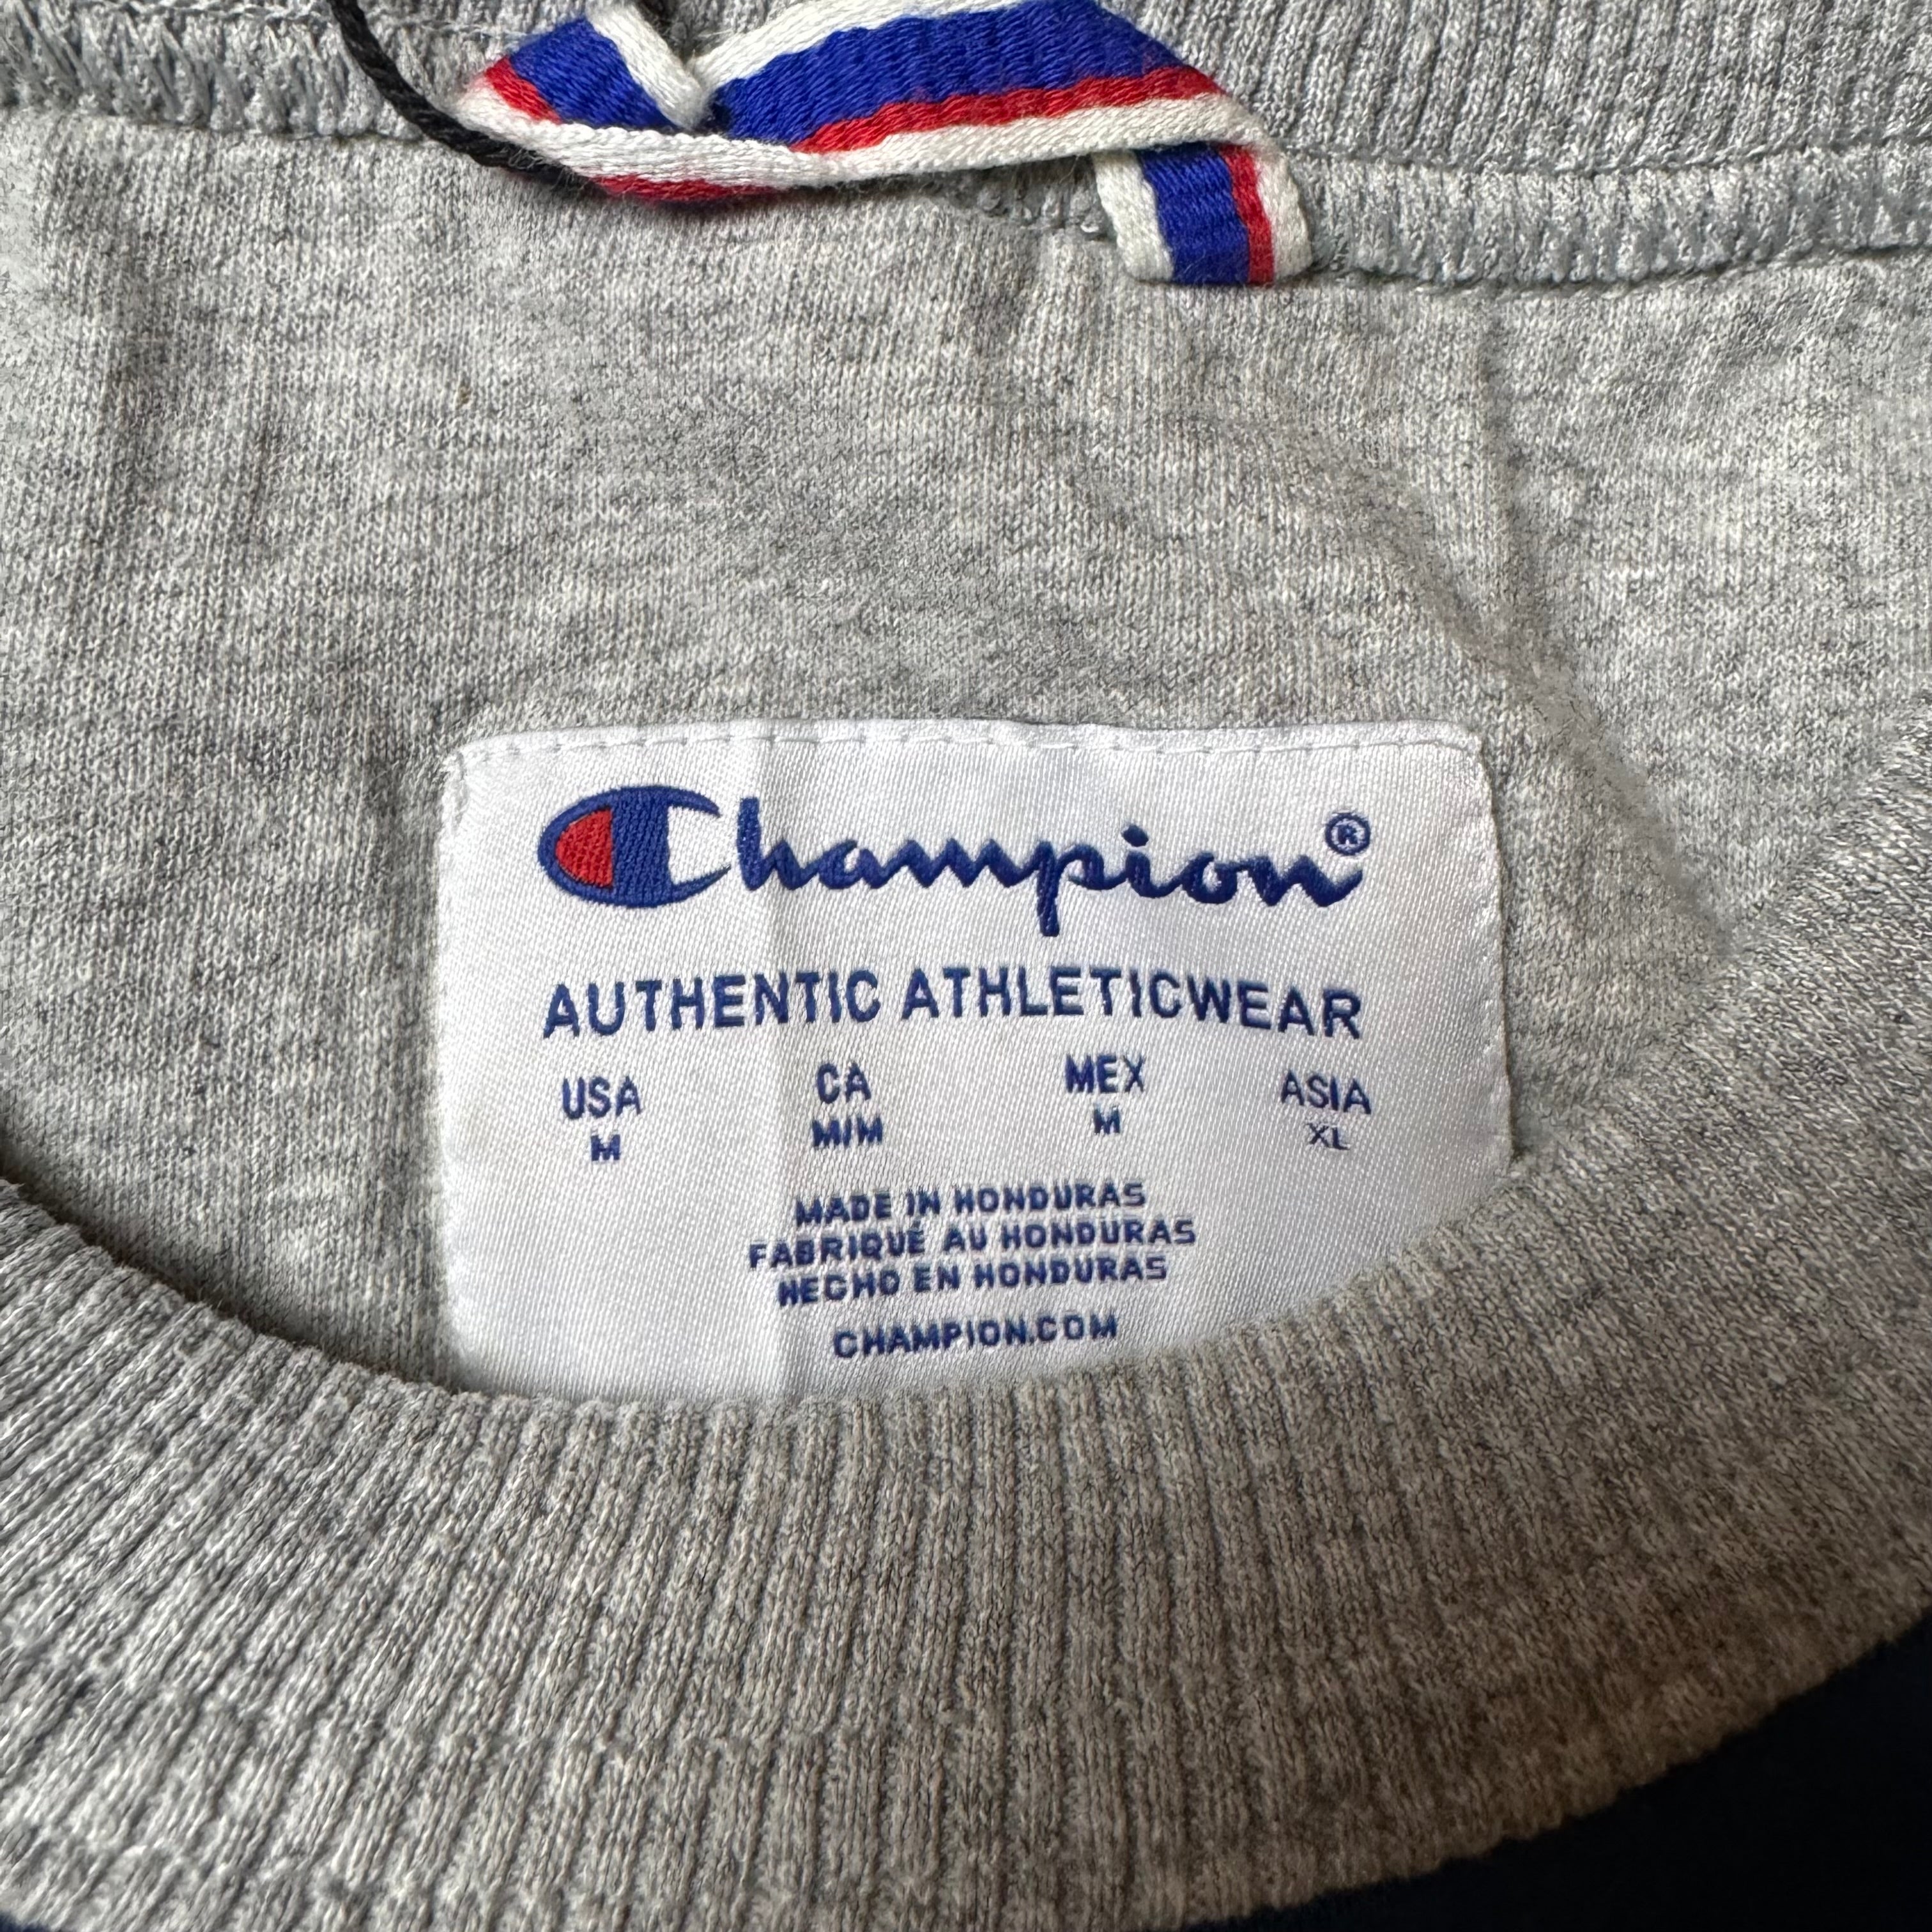 Champion®
AUTHENTIC ATHLETICWEAR
USA CA MEX ASIA
M M/M M XL
MADE IN HONDURAS
FABRIQUÉ AU HONDURAS
HECHO EN HONDURAS
CHAMPION.COM